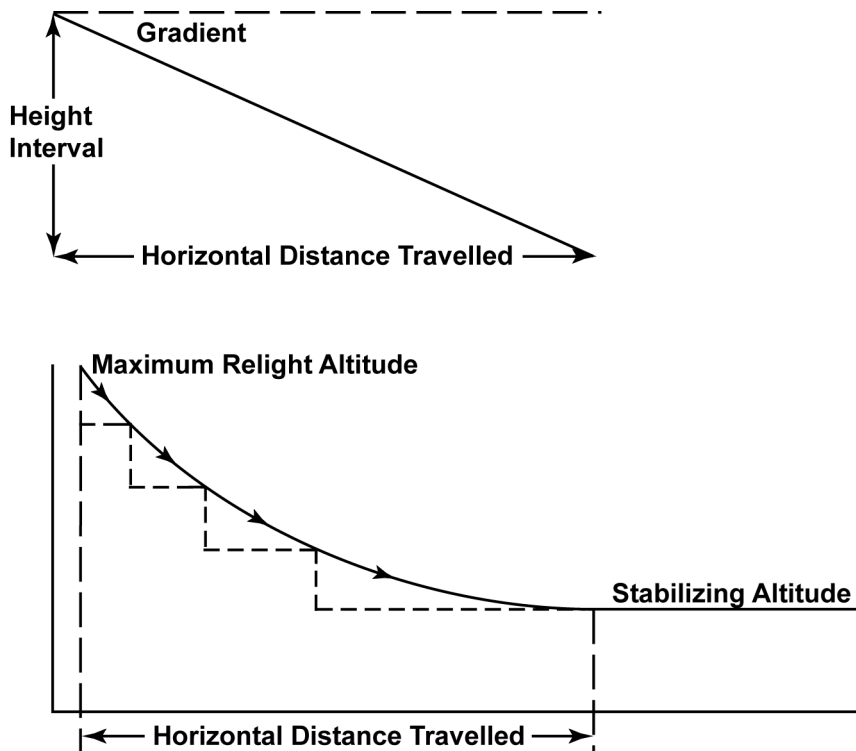 Gradient
Height
Interval
Horizontal Distance Travelled
Maximum Relight Altitude
Stabilizing Altitude
Horizontal Distance Travelled